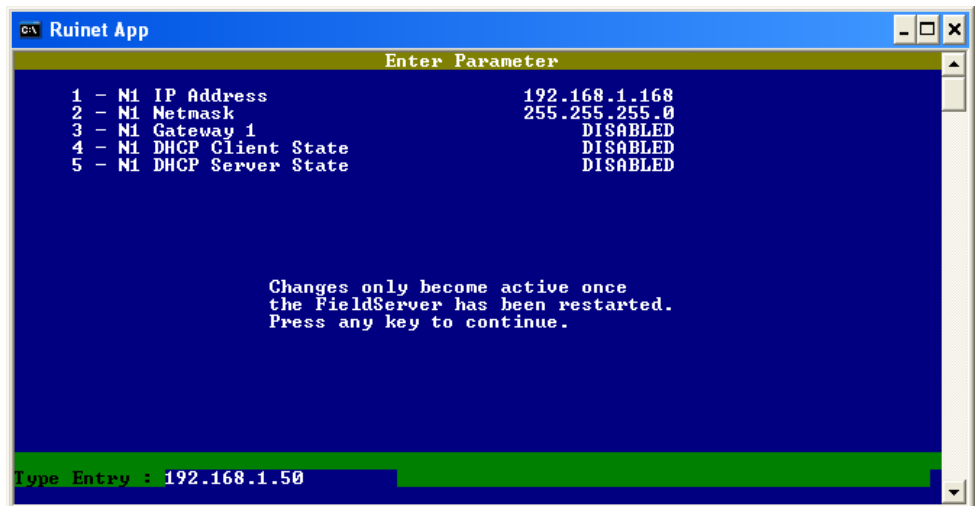 Ruinet App
Enter Parameter
1 - N1 IP Address 192.168.1.168
2 - N1 Netmask 255.255.255.0
3 - N1 Gateway 1 DISABLED
4 - N1 DHCP Client State DISABLED
5 - N1 DHCP Server State DISABLED
Changes only become active once
the FieldServer has been restarted.
Press any key to continue.
Type Entry : 192.168.1.50